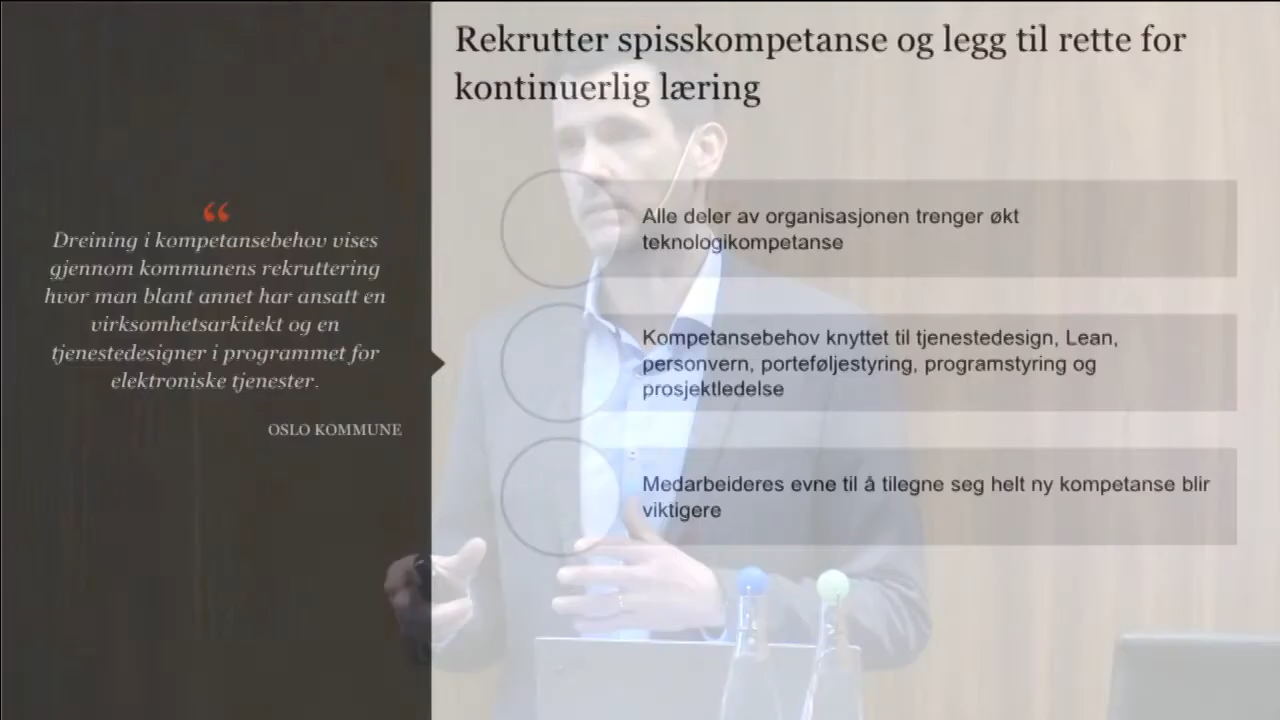 Rekrutter spisskompetanse og legg til rette for
kontinuerlig læring
“
Dreining i kompetansebehov vises
gjennom kommunens rekruttering
hvor man blant annet har ansatt en
virksomhetsarkitekt og en
tjenestedesigner i programmet for
elektroniske tjenester.
OSLO KOMMUNE
Alle deler av organisasjonen trenger økt
teknologikompetanse
Kompetansebehov knyttet til tjenestedesign, Lean,
personvern, porteføljestyring, programstyring og
prosjektledelse
Medarbeideres evne til å tilegne seg helt ny kompetanse blir
viktigere